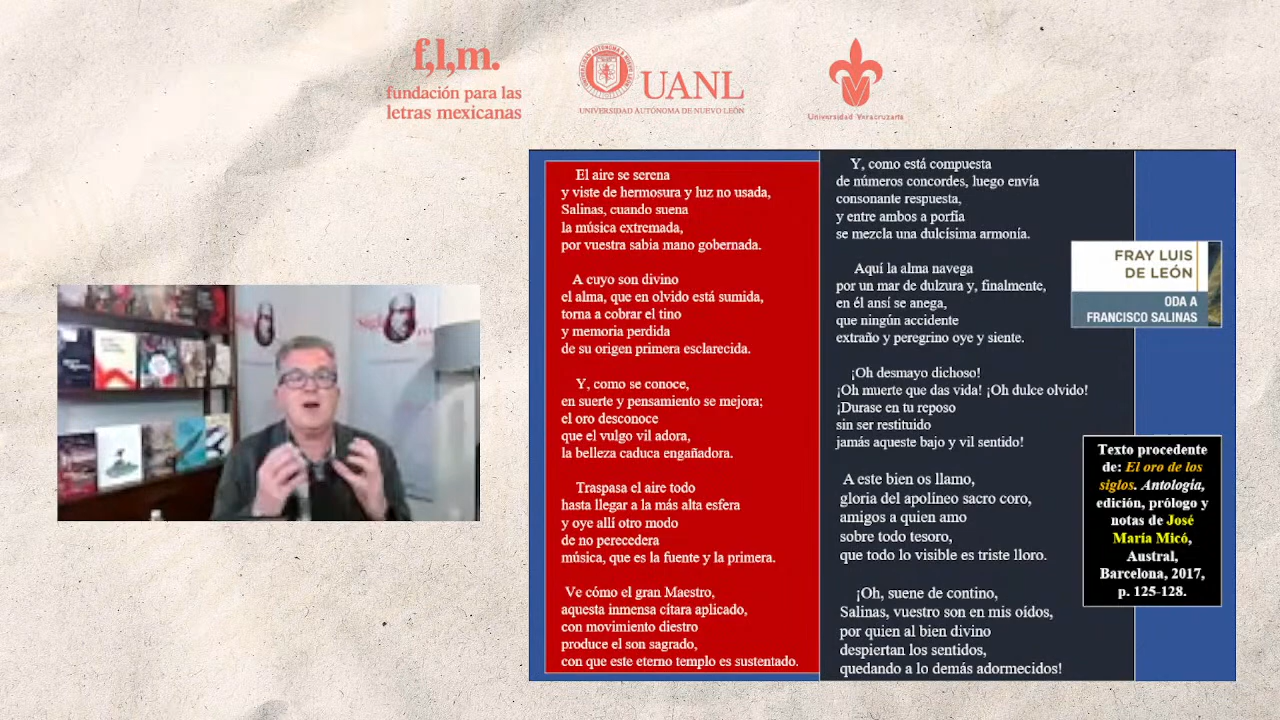 f,l,m.
fundación para las
letras mexicanas
UANL
UNIVERSIDAD AUTÓNOMA DE NUEVO LEÓN
Universidad Veracruzana
El aire se serena
y viste de hermosura y luz no usada,
Salinas, cuando suena
la música extremada,
por vuestra sabia mano gobernada.
A cuyo son divino
el alma, que en olvido está sumida,
torna a cobrar el tino
y memoria perdida
de su origen primera esclarecida.
Y, como se conoce,
en suerte y pensamiento se mejora;
el oro desconoce
que el vulgo vil adora,
la belleza caduca engañadora.
Traspasa el aire todo
hasta llegar a la más alta esfera
y oye allí otro modo
de no perecedera
música, que es la fuente y la primera.
Ve cómo el gran Maestro,
aquesta inmensa cítara aplicado,
con movimiento diestro
produce el son sagrado,
con que este eterno templo es sustentado.
Y, como está compuesta
de números concordes, luego envía
consonante respuesta,
y entre ambos a porfía
se mezcla una dulcísima armonía.
Aquí la alma navega
por un mar de dulzura y, finalmente,
en él ansí se anega,
que ningún accidente
extraño y peregrino oye y siente.
¡Oh desmayo dichoso!
¡Oh muerte que das vida! ¡Oh dulce olvido!
¡Durase en tu reposo
sin ser restituido
jamás aqueste bajo y vil sentido!
A este bien os llamo,
gloria del apolíneo sacro coro,
amigos a quien amo
sobre todo tesoro,
que todo lo visible es triste lloro.
¡Oh, suene de contino,
Salinas, vuestro son en mis oídos,
por quien al bien divino
despiertan los sentidos,
quedando a lo demás adormecidos!
FRAY LUIS
DE LEÓN
ODA A
FRANCISCO SALINAS
Texto procedente
de: El oro de los
siglos. Antología,
edición, prólogo y
notas de José
María Micó,
Austral,
Barcelona, 2017,
p. 125-128.